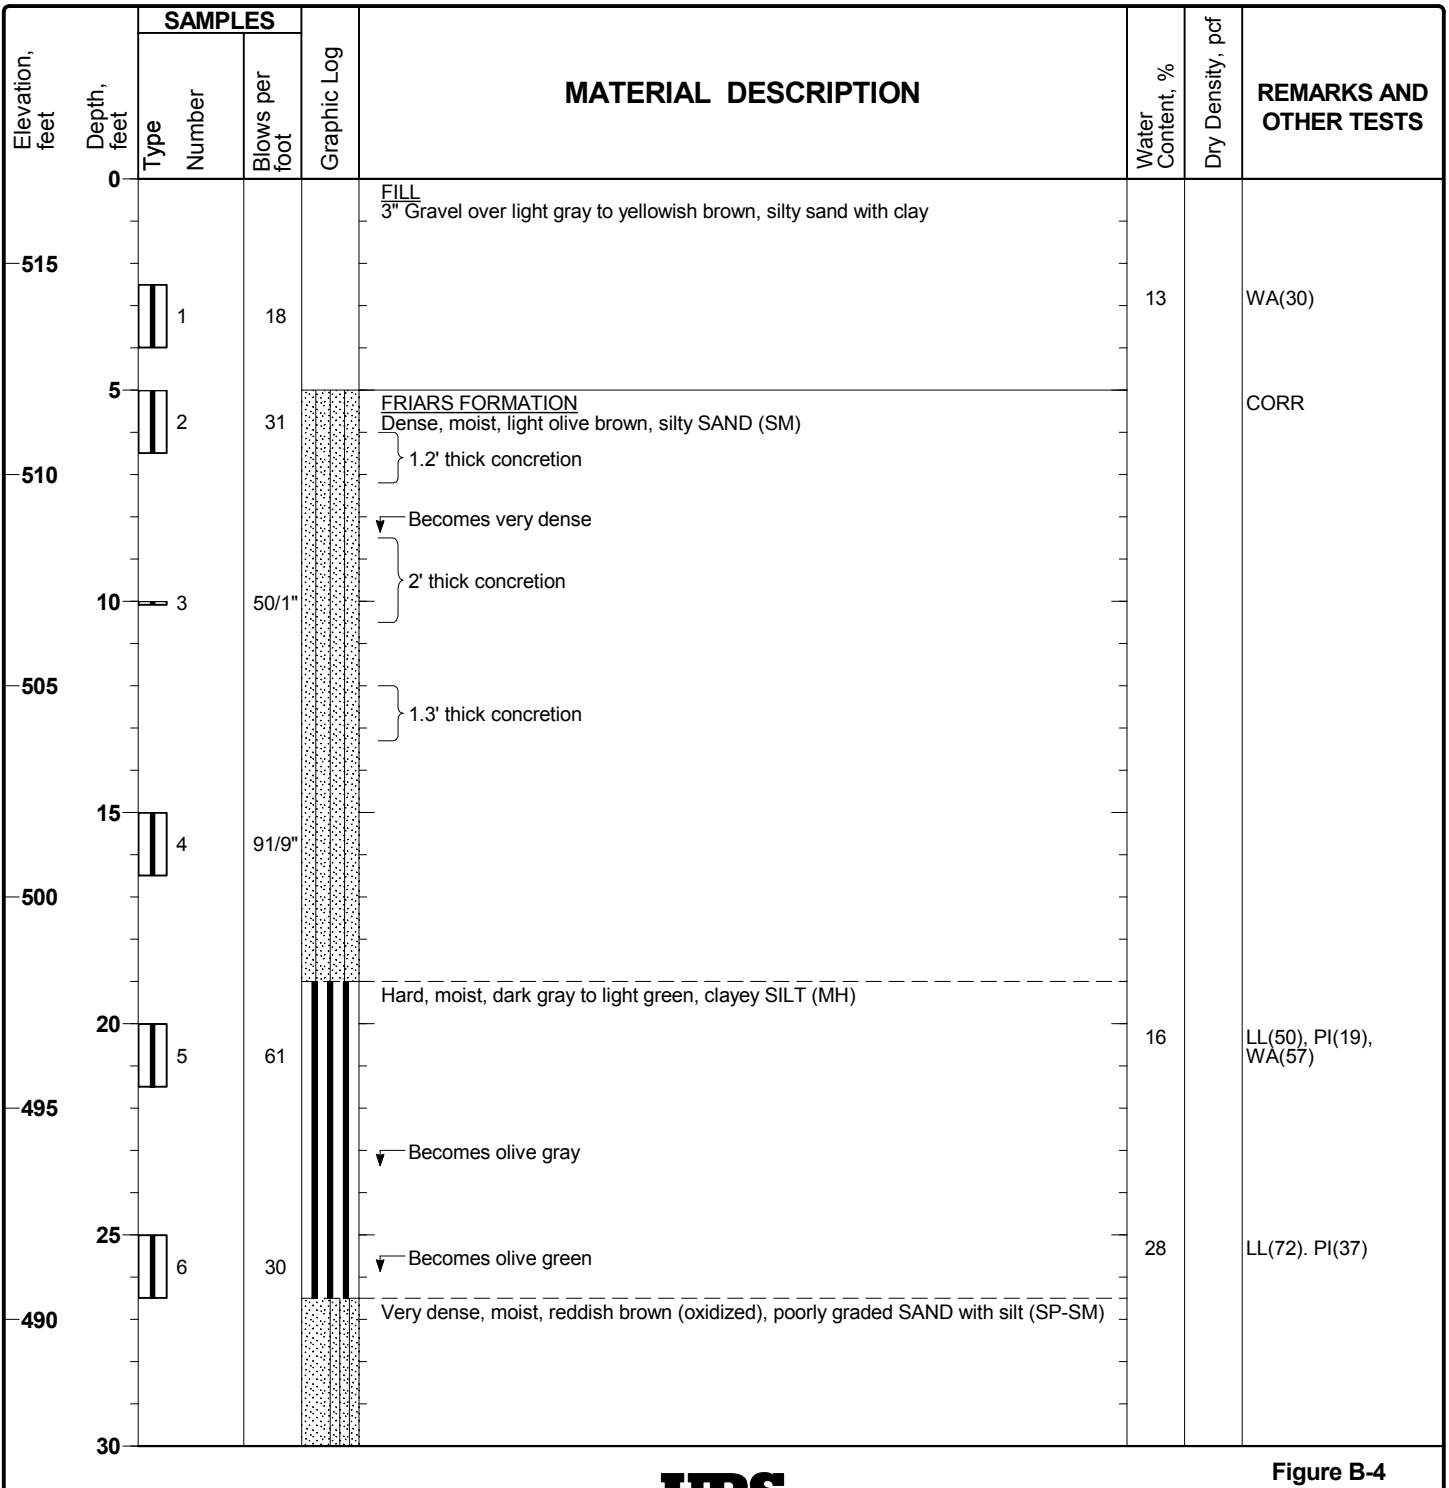 SAMPLES
Elevation,
feet
Depth,
feet
Type
Number
Blows per
foot
Graphic Log
MATERIAL DESCRIPTION
Water
Content, %
Dry Density, pcf
REMARKS AND
OTHER TESTS
0
FILL
3" Gravel over light gray to yellowish brown, silty sand with clay
515
1 18 13 WA(30)
5
FRIARS FORMATION CORR
2 31 Dense, moist, light olive brown, silty SAND (SM)
1.2' thick concretion
510
Becomes very dense
2' thick concretion
10 3 50/1"
505
1.3' thick concretion
15
4 91/9"
500
Hard, moist, dark gray to light green, clayey SILT (MH)
20
16 LL(50), PI(19),
5 61 WA(57)
495
Becomes olive gray
25
28 LL(72). PI(37)
6 30 Becomes olive green
Very dense, moist, reddish brown (oxidized), poorly graded SAND with silt (SP-SM)
490
30
Figure B-4